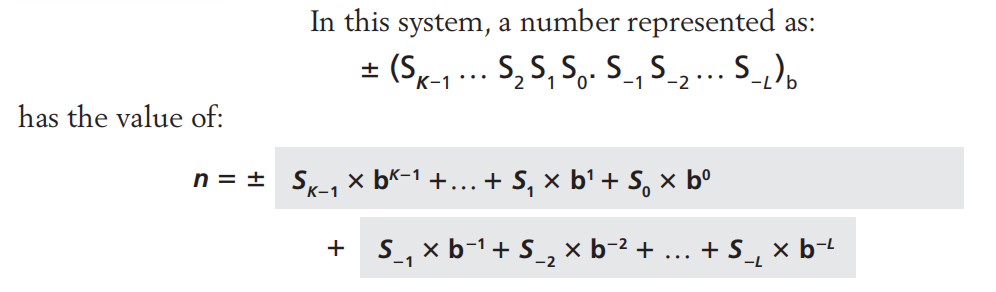 In this system, a number represented as:
± (S_{K−1} ... S_2 S_1 S_0. S_{−1} S_{−2} ... S_{−L})_b
has the value of:
n = ± S_{K−1} × b^{K−1} +... + S_1 × b^1 + S_0 × b^0
+ S_{−1} × b^{−1} + S_{−2} × b^{−2} + ... + S_{−L} × b^{−L}